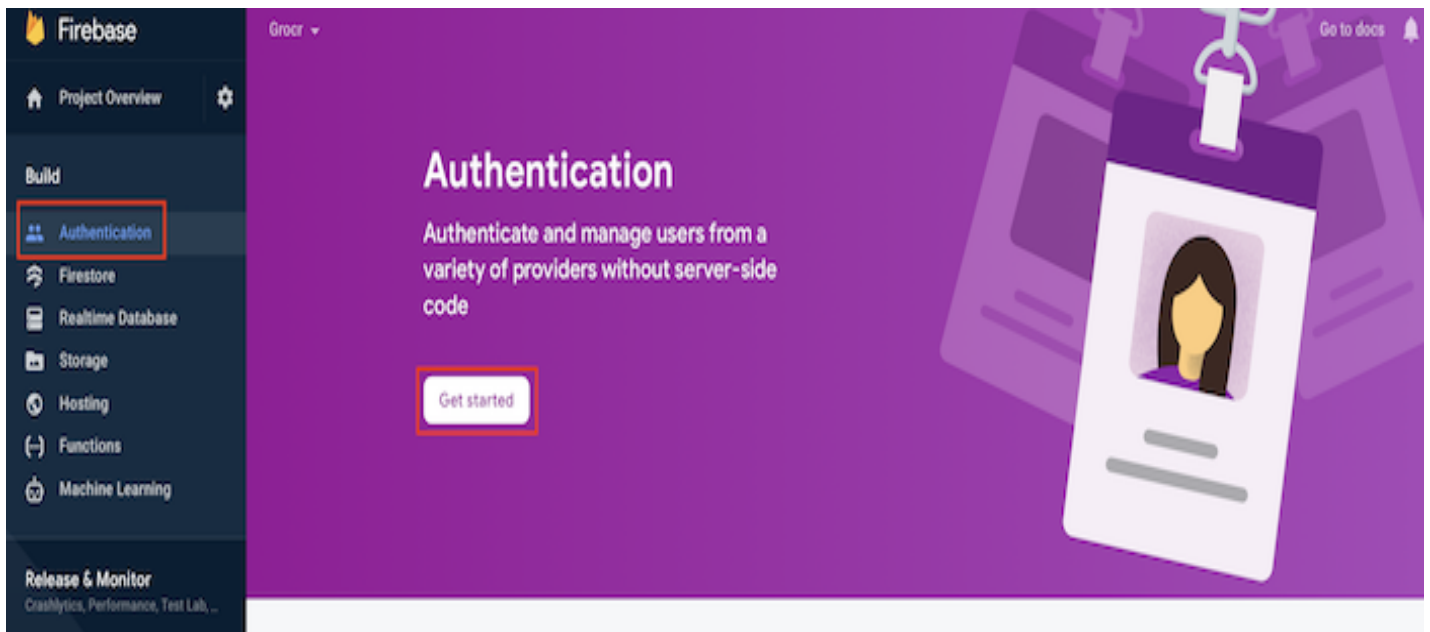 Firebase
Grocr
Go to docs
Project Overview
Build
Authentication
Firestore
Realtime Database
Storage
Hosting
Functions
Machine Learning
Release & Monitor
Crashlytics, Performance, Test Lab, ...
Authentication
Authenticate and manage users from a
variety of providers without server-side
code
Get started